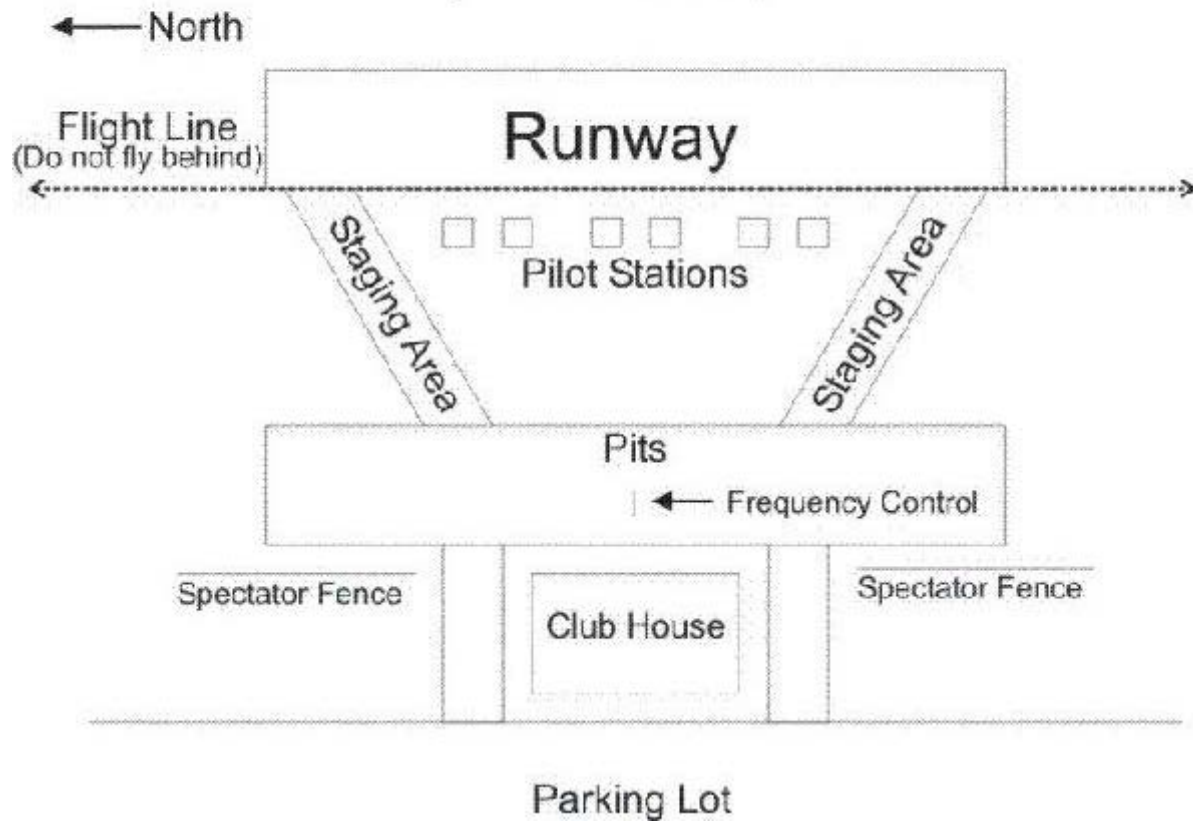 North
Runway
Flight Line
(Do not fly behind)
Staging Area
Pilot Stations
Staging Area
Pits
Frequency Control
Spectator Fence
Club House
Spectator Fence
Parking Lot